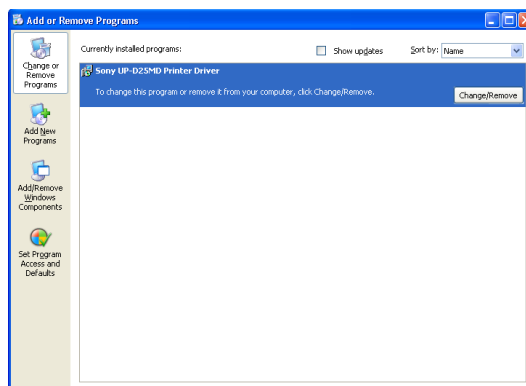 Add or Remove Programs
Currently installed programs:
Show updates
Sort by:
Name
Change or
Remove
Programs
Sony UP-D25MD Printer Driver
To change this program or remove it from your computer, click Change/Remove.
Change/Remove
Add New
Programs
Add/Remove
Windows
Components
Set Program
Access and
Defaults